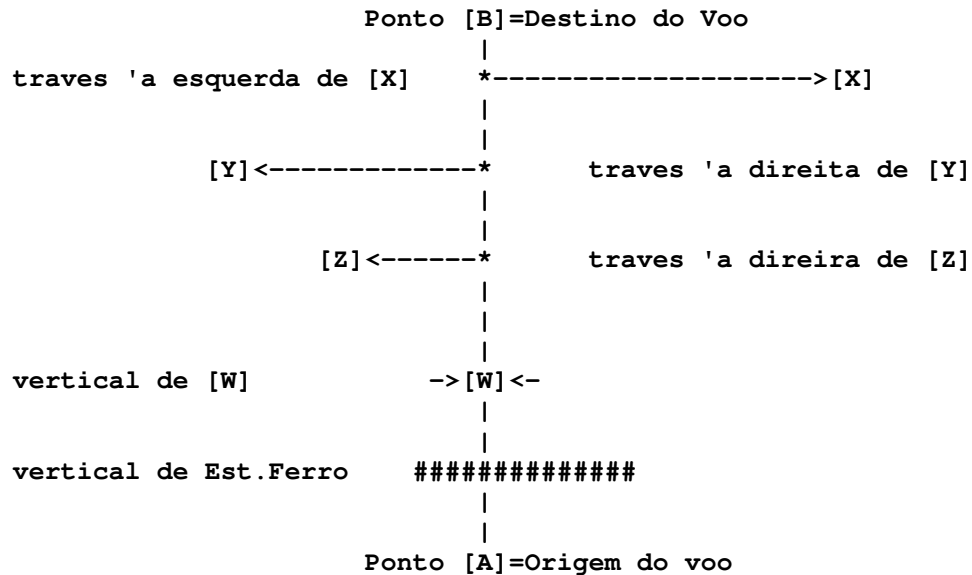 Ponto [B]=Destino do Voo
|
traves 'a esquerda de [X] *-------------------->[X]
|
|
[Y]<-------------* traves 'a direita de [Y]
|
|
[Z]<------* traves 'a direira de [Z]
|
|
|
vertical de [W] ->[W]<-
|
|
vertical de Est.Ferro ##############
|
|
Ponto [A]=Origem do voo